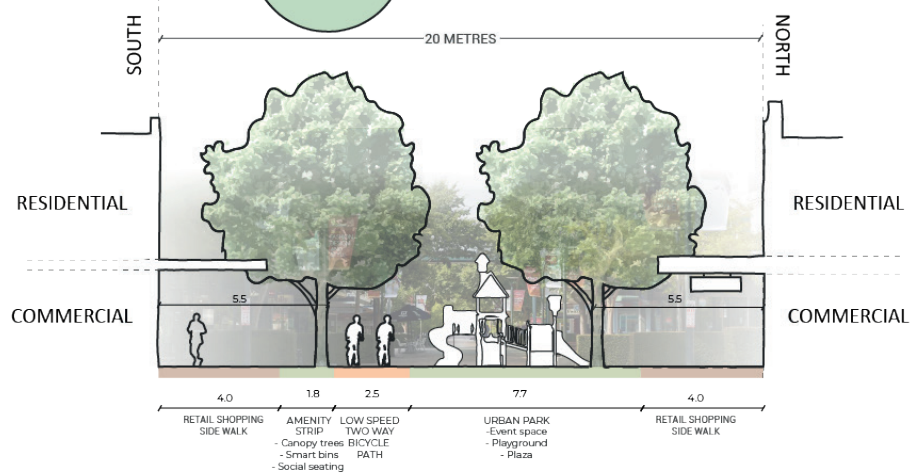 SOUTH
20 METRES
NORTH
RESIDENTIAL
RESIDENTIAL
5.5
5.5
COMMERCIAL
COMMERCIAL
4.0
1.8
2.5
7.7
4.0
RETAIL SHOPPING
SIDE WALK
AMENITY
STRIP
- Canopy trees
- Smart bins
- Social seating
LOW SPEED
TWO WAY
BICYCLE
PATH
URBAN PARK
-Event space
- Playground
- Plaza
RETAIL SHOPPING
SIDE WALK